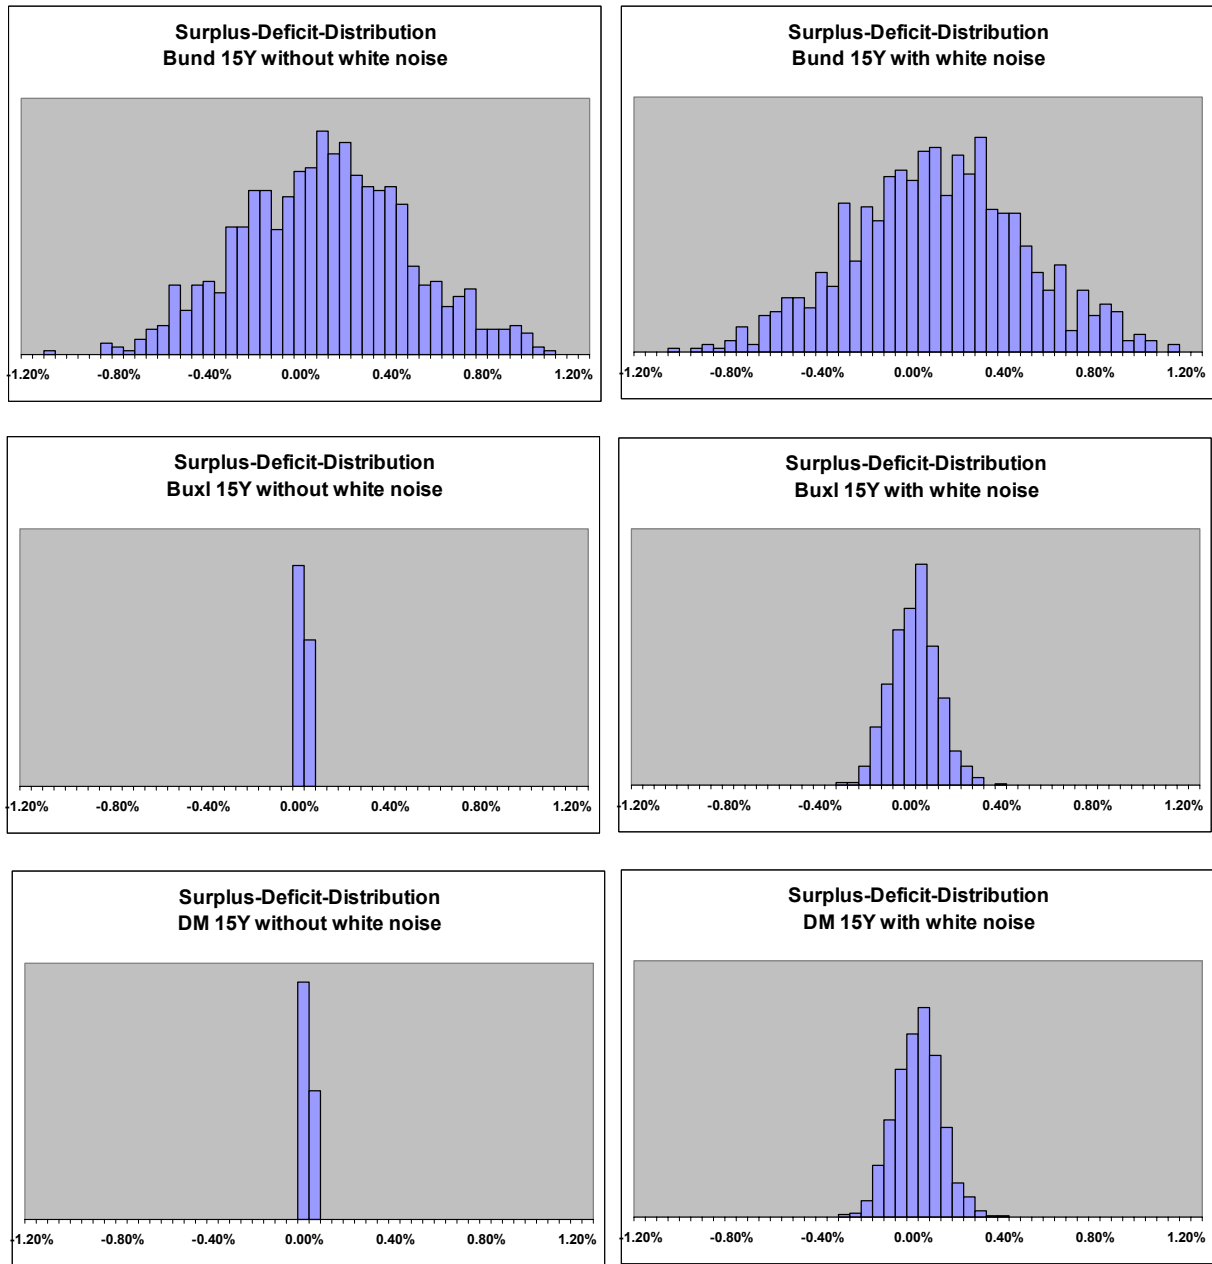 Surplus-Deficit-Distribution
Bund 15Y without white noise
-1.20% -0.80% -0.40% 0.00% 0.40% 0.80% 1.20%
Surplus-Deficit-Distribution
Bund 15Y with white noise
-1.20% -0.80% -0.40% 0.00% 0.40% 0.80% 1.20%
Surplus-Deficit-Distribution
Buxl 15Y without white noise
-1.20% -0.80% -0.40% 0.00% 0.40% 0.80% 1.20%
Surplus-Deficit-Distribution
Buxl 15Y with white noise
-1.20% -0.80% -0.40% 0.00% 0.40% 0.80% 1.20%
Surplus-Deficit-Distribution
DM 15Y without white noise
-1.20% -0.80% -0.40% 0.00% 0.40% 0.80% 1.20%
Surplus-Deficit-Distribution
DM 15Y with white noise
-1.20% -0.80% -0.40% 0.00% 0.40% 0.80% 1.20%